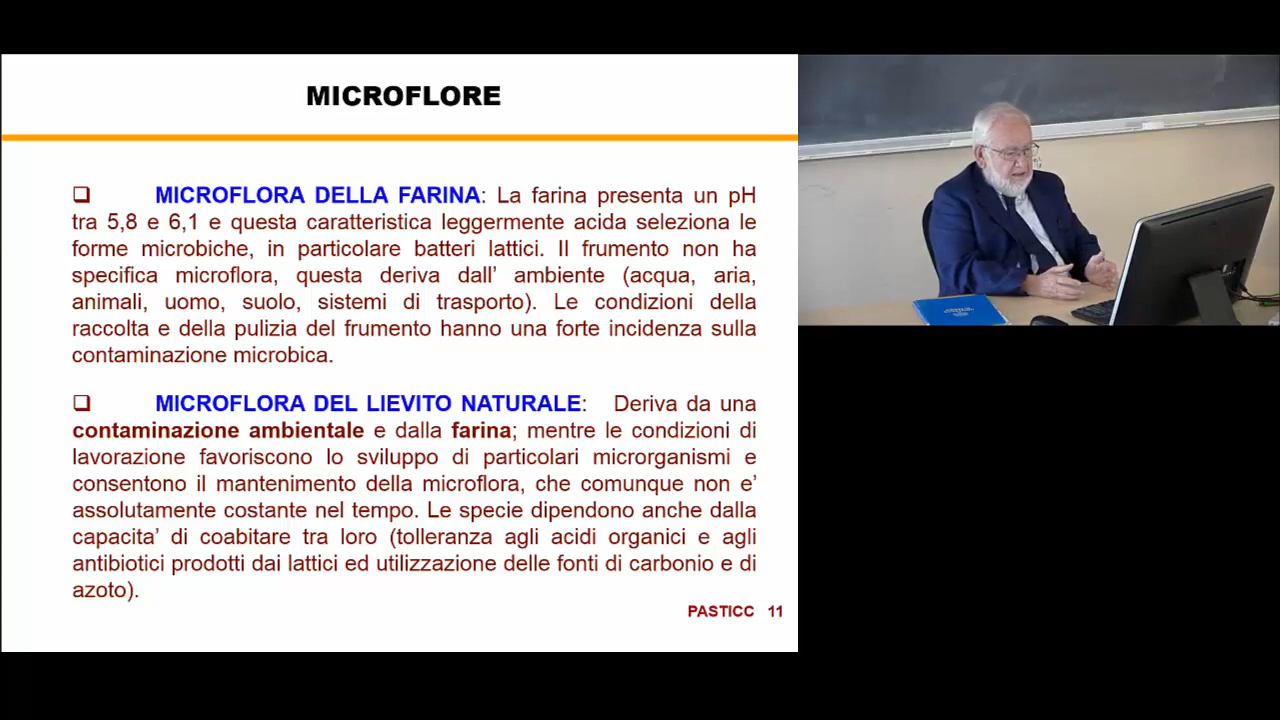 MICROFLORE
MICROFLORA DELLA FARINA: La farina presenta un pH
tra 5,8 e 6,1 e questa caratteristica leggermente acida seleziona le
forme microbiche, in particolare batteri lattici. Il frumento non ha
specifica microflora, questa deriva dall' ambiente (acqua, aria,
animali, uomo, suolo, sistemi di trasporto). Le condizioni della
raccolta e della pulizia del frumento hanno una forte incidenza sulla
contaminazione microbica.
MICROFLORA DEL LIEVITO NATURALE: Deriva da una
contaminazione ambientale e dalla farina; mentre le condizioni di
lavorazione favoriscono lo sviluppo di particolari microrganismi e
consentono il mantenimento della microflora, che comunque non e'
assolutamente costante nel tempo. Le specie dipendono anche dalla
capacita' di coabitare tra loro (tolleranza agli acidi organici e agli
antibiotici prodotti dai lattici ed utilizzazione delle fonti di carbonio e di
azoto).
PASTICC 11